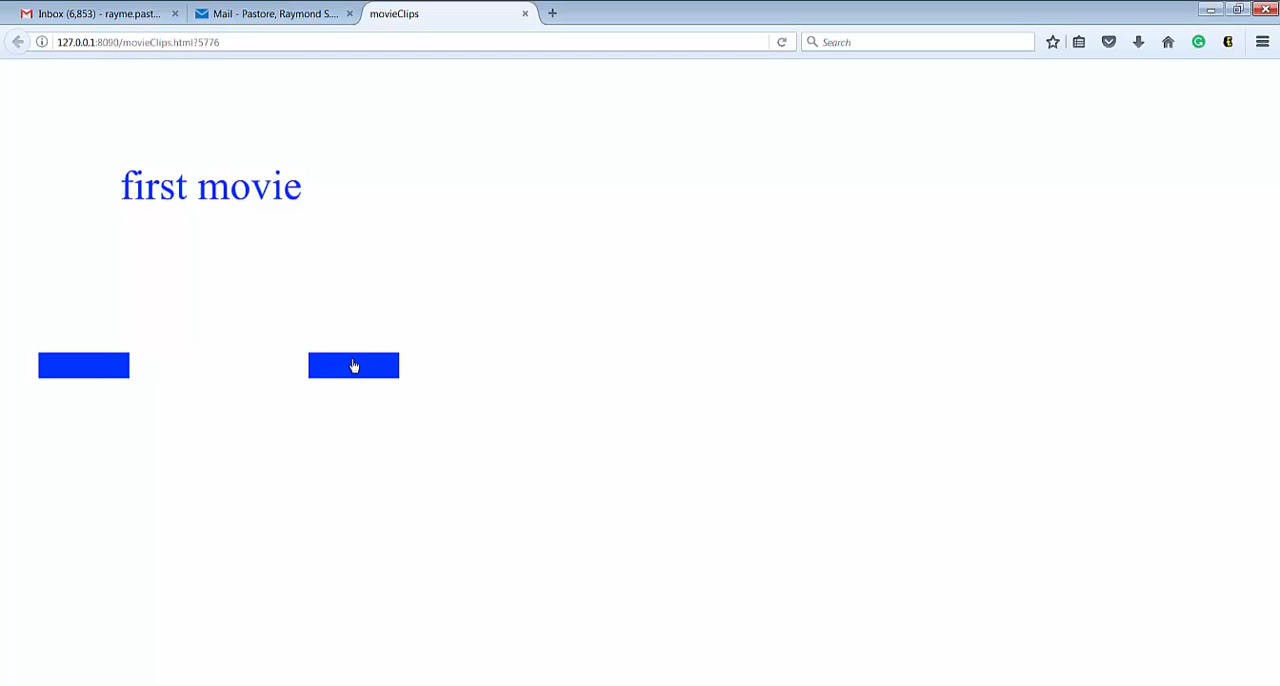 Inbox (6,853) - rayme.past...
Mail - Pastore, Raymond S....
movieClips
127.0.0.1:8090/movieClips.html?5776
Search
first movie